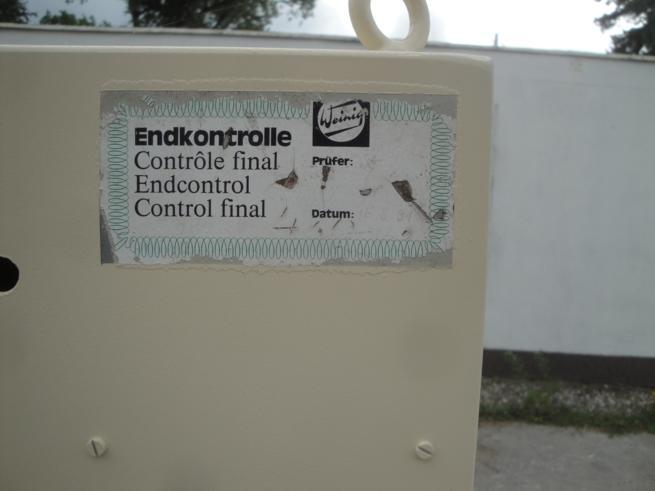 Weinig
Endkontrolle
Contrôle final
Prüfer:
Endcontrol
Control final
Datum: